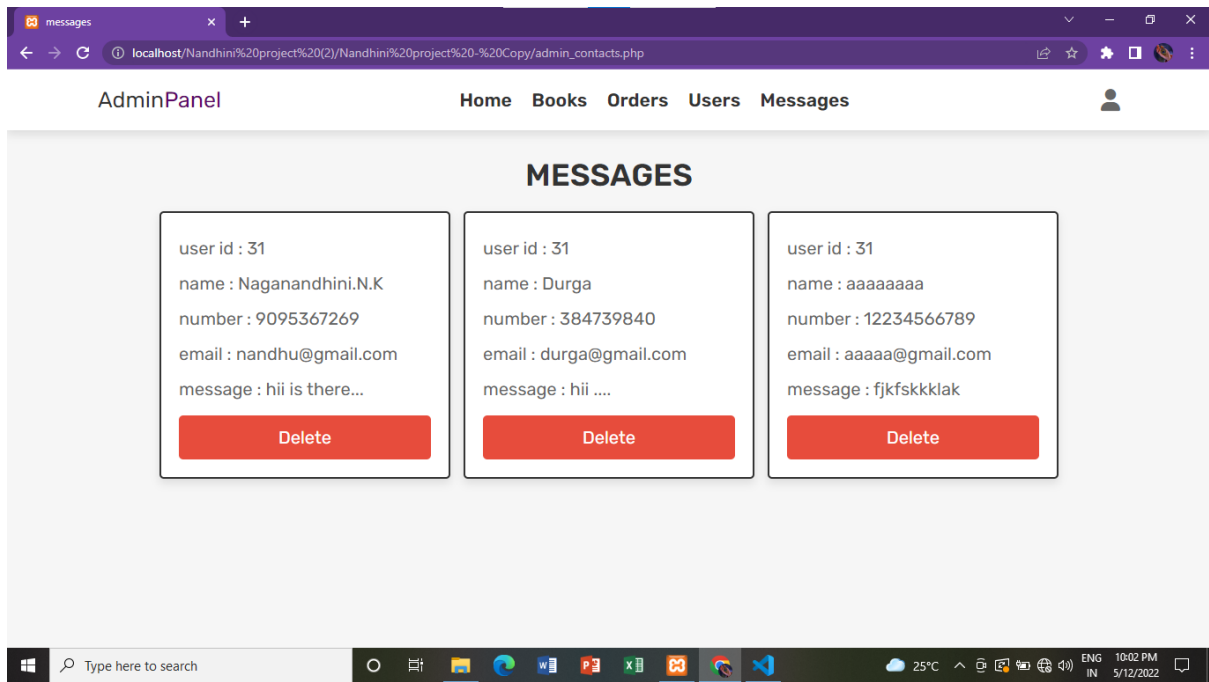 messages
localhost/Nandhini%20project%20(2)/Nandhini%20project%20-%20Copy/admin_contacts.php
AdminPanel
Home Books Orders Users Messages
MESSAGES
user id : 31
name : Naganandhini.N.K
number : 9095367269
email : nandhu@gmail.com
message : hii is there...
Delete
user id : 31
name : Durga
number : 384739840
email : durga@gmail.com
message : hii ....
Delete
user id : 31
name : aaaaaaaa
number : 12234566789
email : aaaaa@gmail.com
message : fjkfskkklak
Delete
Type here to search
25°C
ENG
IN
10:02 PM
5/12/2022